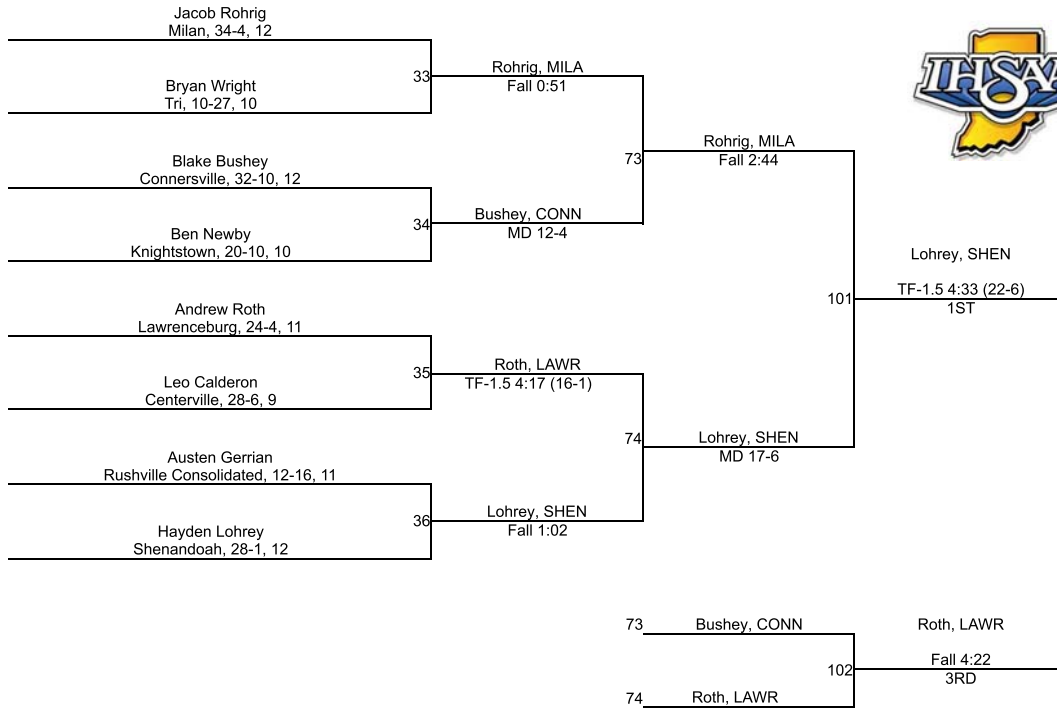 Jacob Rohrig
Milan, 34-4, 12
33
Rohrig, MILA
Fall 0:51
Bryan Wright
Tri, 10-27, 10
IHSAA
73
Rohrig, MILA
Fall 2:44
Blake Bushey
Connersville, 32-10, 12
34
Bushey, CONN
MD 12-4
Ben Newby
Knightstown, 20-10, 10
101
Lohrey, SHEN
TF-1.5 4:33 (22-6)
1ST
Andrew Roth
Lawrenceburg, 24-4, 11
35
Roth, LAWR
TF-1.5 4:17 (16-1)
Leo Calderon
Centerville, 28-6, 9
74
Lohrey, SHEN
MD 17-6
Austen Gerrian
Rushville Consolidated, 12-16, 11
36
Lohrey, SHEN
Fall 1:02
Hayden Lohrey
Shenandoah, 28-1, 12
73
Bushey, CONN
102
Roth, LAWR
Fall 4:22
3RD
74
Roth, LAWR